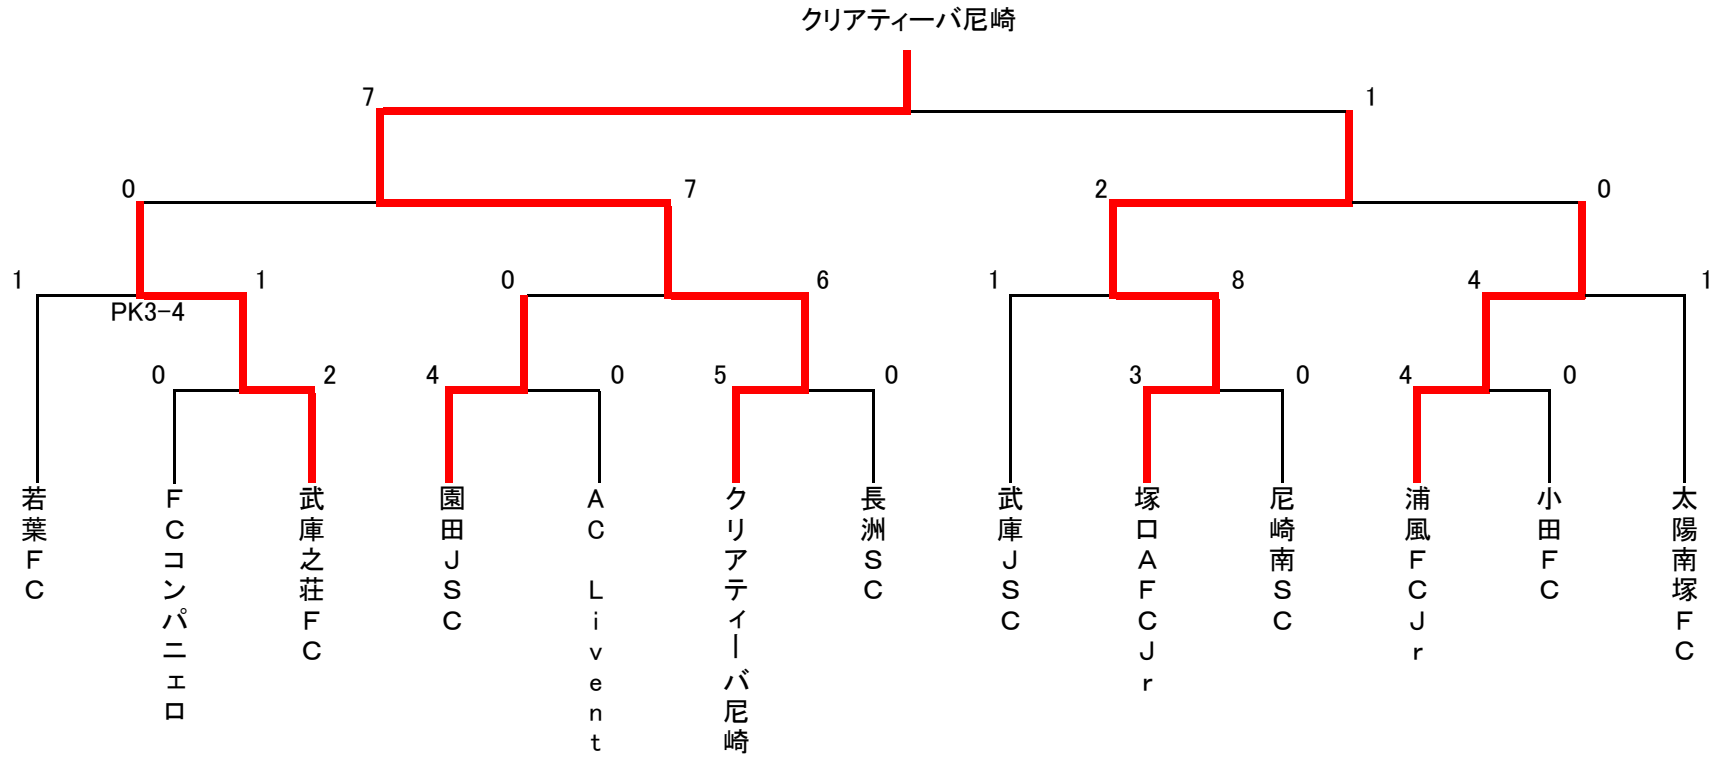 クリアティーバ尼崎
7
1
0
7
2
0
1
1
0
6
1
8
4
1
PK3-4
0
2
4
0
5
0
3
0
4
0
若葉FC
FCコンパニエロ
武庫之荘FC
園田JSC
AC Livent
クリアティーバ尼崎
長洲SC
武庫JSC
塚口AFCJr
尼崎南SC
浦風FCJr
小田FC
太陽南塚FC